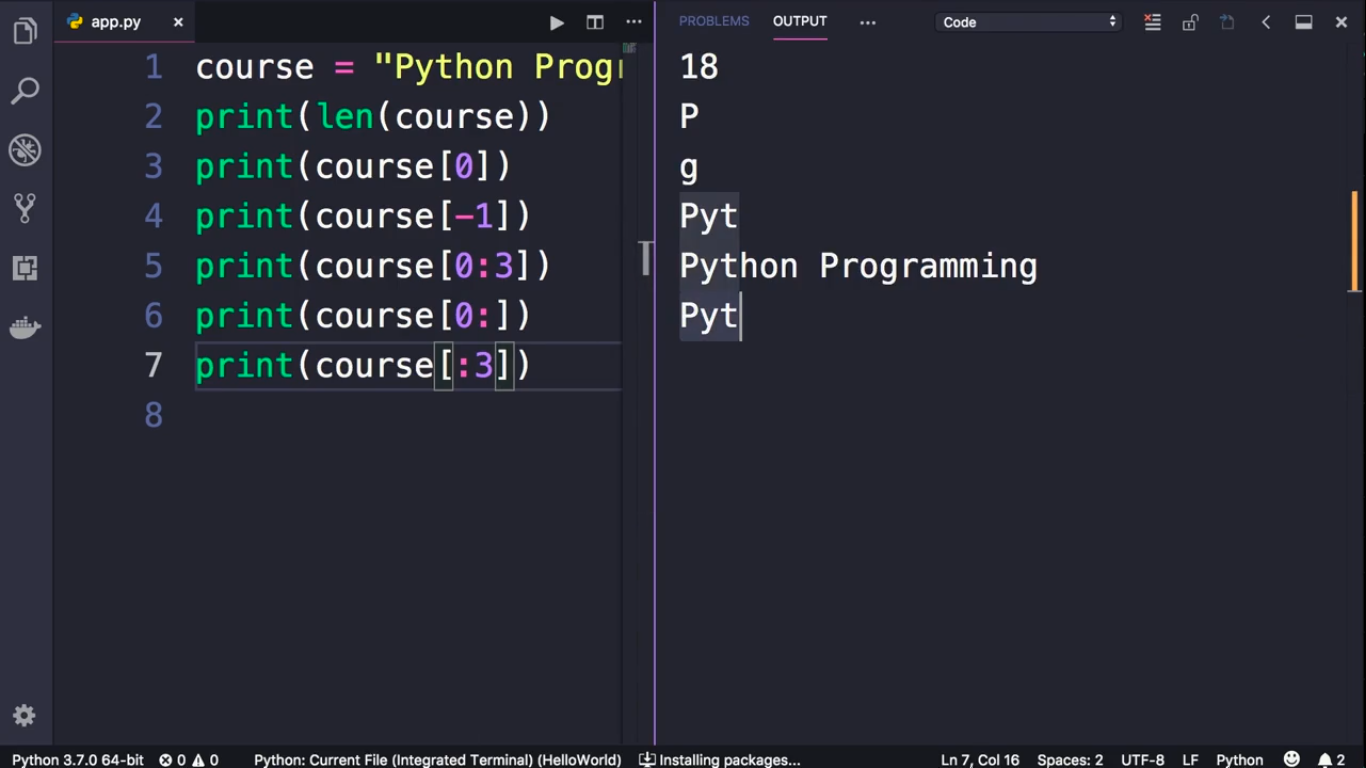 app.py
PROBLEMS OUTPUT Code
1 course = "Python Progr
2 print(len(course))
3 print(course[0])
4 print(course[-1])
5 print(course[0:3])
6 print(course[0:])
7 print(course[:3])
8
18
P
g
Pyt
Python Programming
Pyt
Python 3.7.0 64-bit 0 0 Python: Current File (Integrated Terminal) (HelloWorld) Installing packages... Ln 7, Col 16 Spaces: 2 UTF-8 LF Python 2